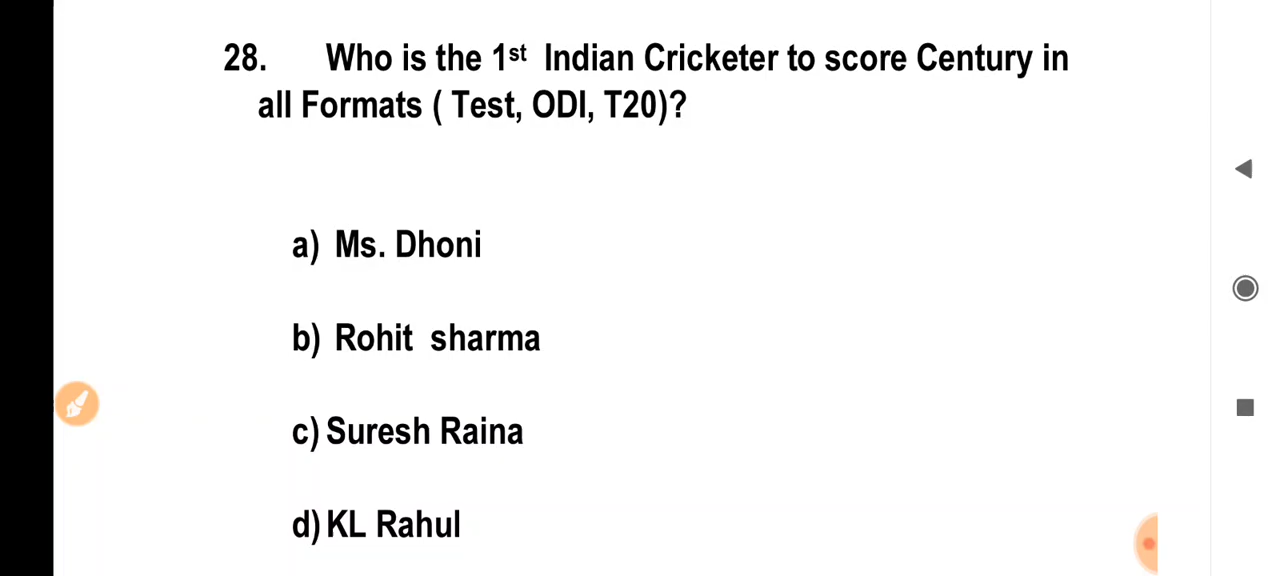 28. Who is the 1st Indian Cricketer to score Century in
all Formats ( Test, ODI, T20)?
a) Ms. Dhoni
b) Rohit sharma
c) Suresh Raina
d) KL Rahul